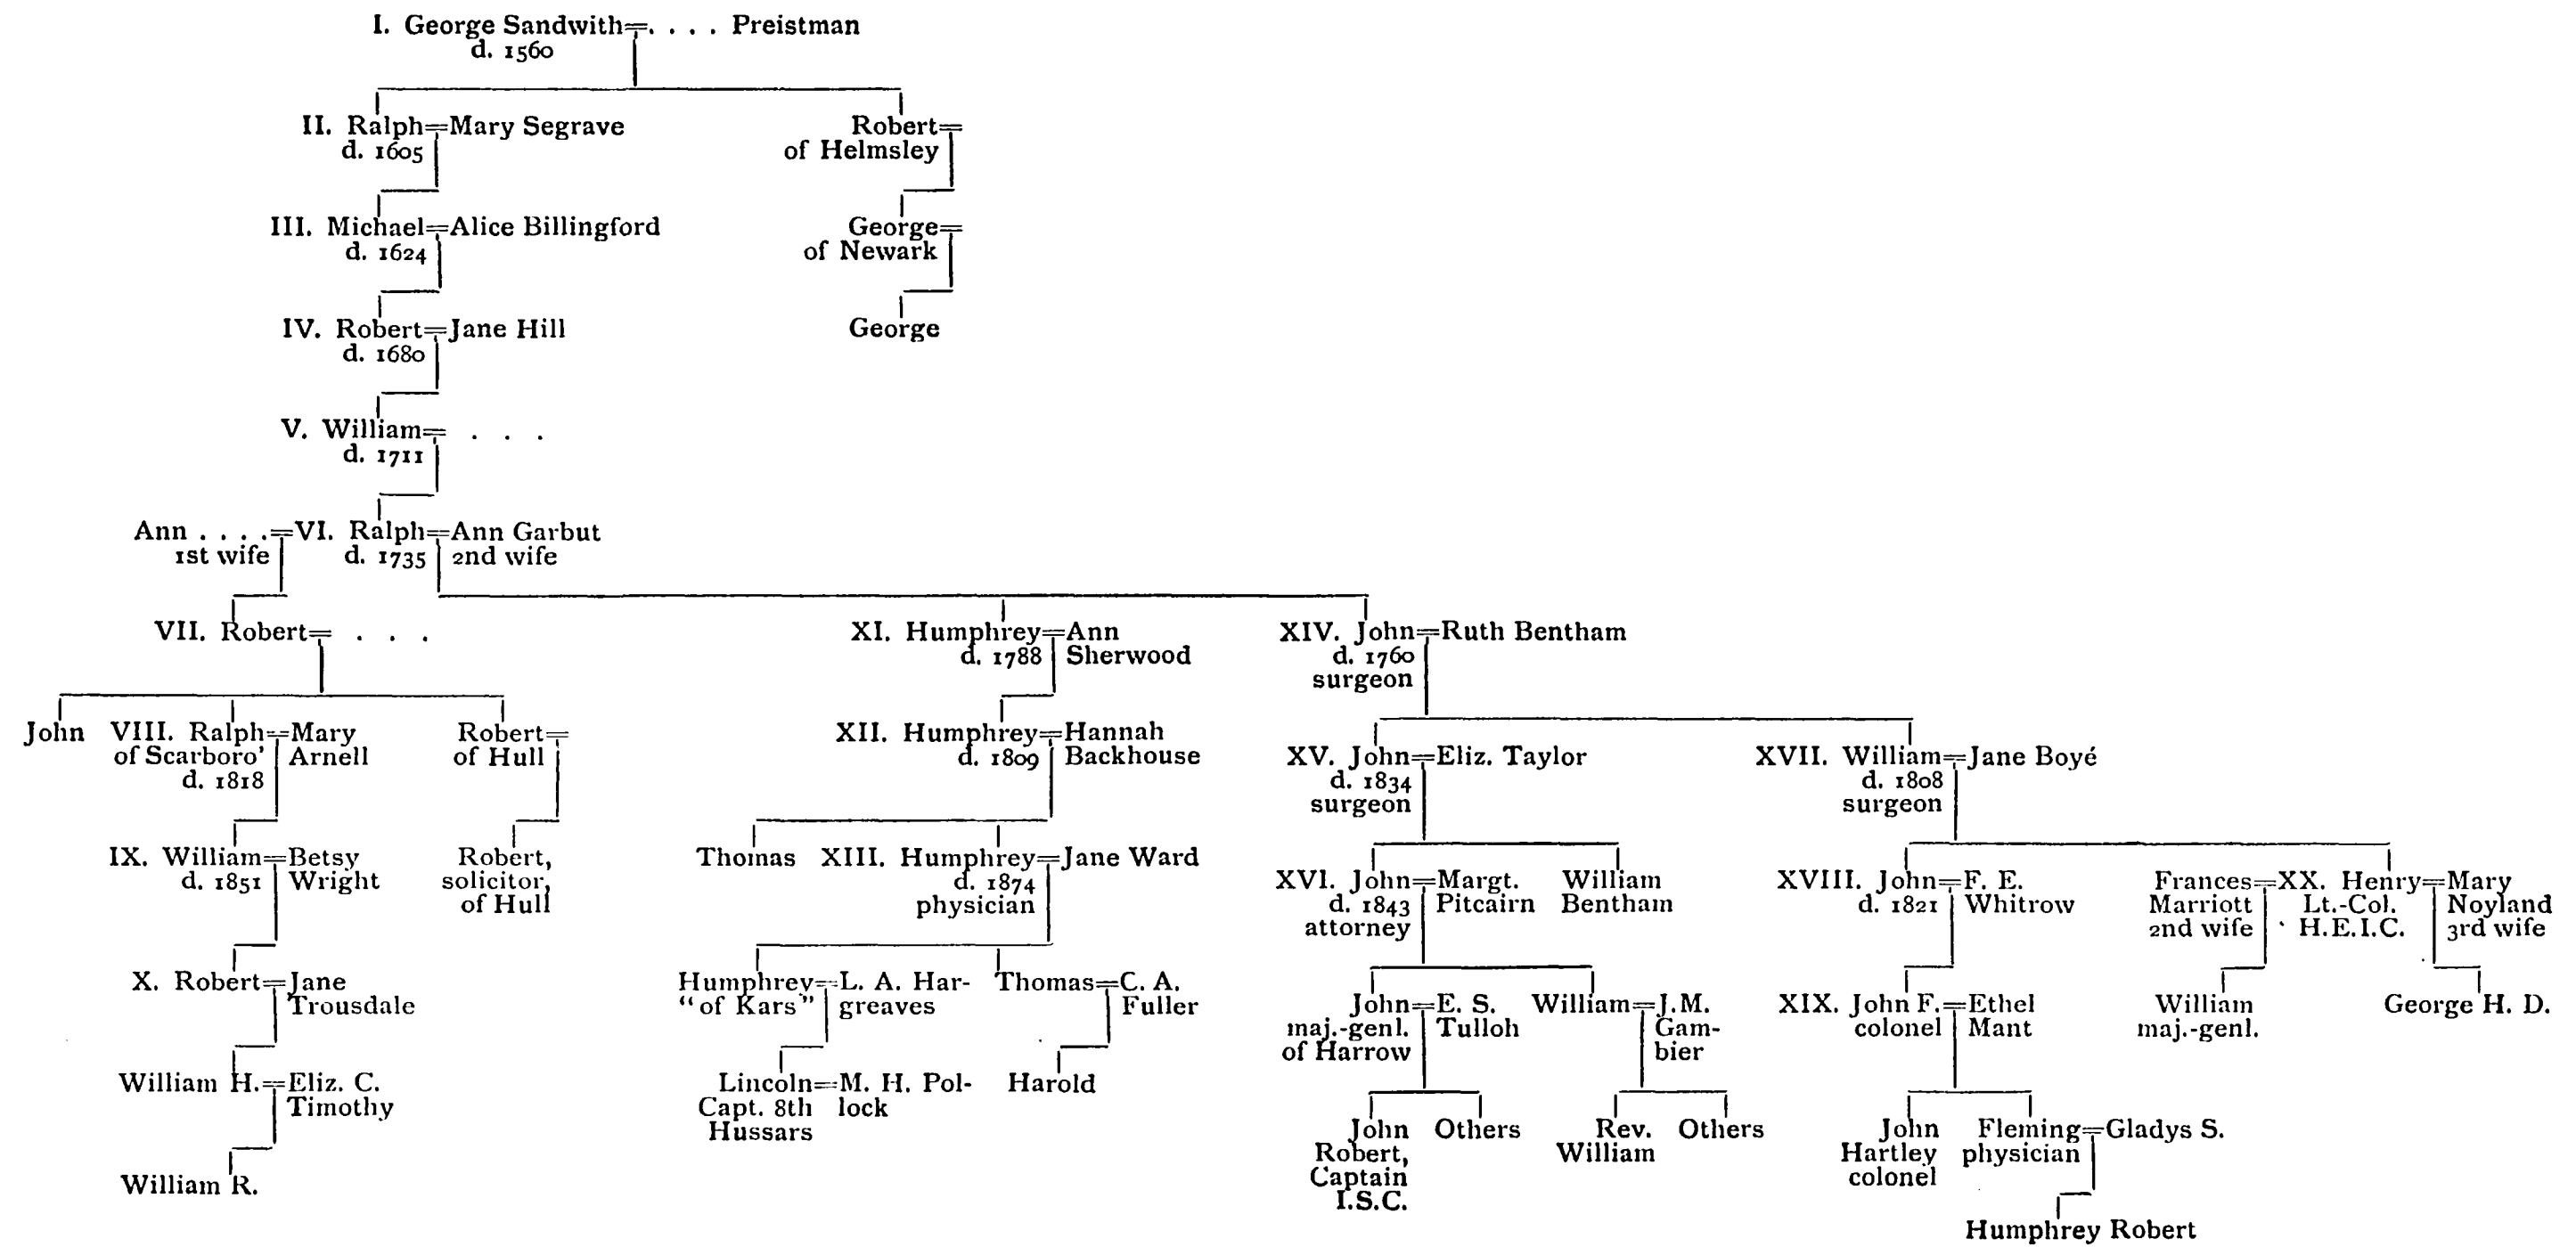 I. George Sandwith=. . . . Preistman
d. 1560
II. Ralph=Mary Segrave
d. 1605
Robert=
of Helmsley
III. Michael=Alice Billingford
d. 1624
George=
of Newark
IV. Robert=Jane Hill
d. 1680
George
V. William= . . .
d. 1711
Ann . . . .=VI. Ralph=Ann Garbut
1st wife d. 1735 2nd wife
VII. Robert= . . .
XI. Humphrey=Ann
d. 1788 Sherwood
XIV. John=Ruth Bentham
d. 1760
surgeon
John
VIII. Ralph=Mary
of Scarboro' Arnell
d. 1818
Robert=
of Hull
XII. Humphrey=Hannah
d. 1809 Backhouse
XV. John=Eliz. Taylor
d. 1834
surgeon
XVII. William=Jane Boyé
d. 1808
surgeon
IX. William=Betsy
d. 1851 Wright
Robert,
solicitor,
of Hull
Thomas
XIII. Humphrey=Jane Ward
d. 1874
physician
XVI. John=Margt.
d. 1843 Pitcairn
attorney
William
Bentham
XVIII. John=F. E.
d. 1821 Whitrow
Frances=XX. Henry=Mary
Marriott Lt.-Col. Noyland
2nd wife H.E.I.C. 3rd wife
X. Robert=Jane
Trousdale
Humphrey=L. A. Har-
"of Kars" greaves
Thomas=C. A.
Fuller
John=E. S.
maj.-genl. Tulloh
of Harrow
William=J.M.
Gam-
bier
XIX. John F.=Ethel
colonel Mant
William
maj.-genl.
George H. D.
William H.=Eliz. C.
Timothy
Lincoln=M. H. Pol-
Capt. 8th lock
Hussars
Harold
John
Robert,
Captain
I.S.C.
Others
Rev.
William
Others
John
Hartley
colonel
Fleming=Gladys S.
physician
William R.
Humphrey Robert